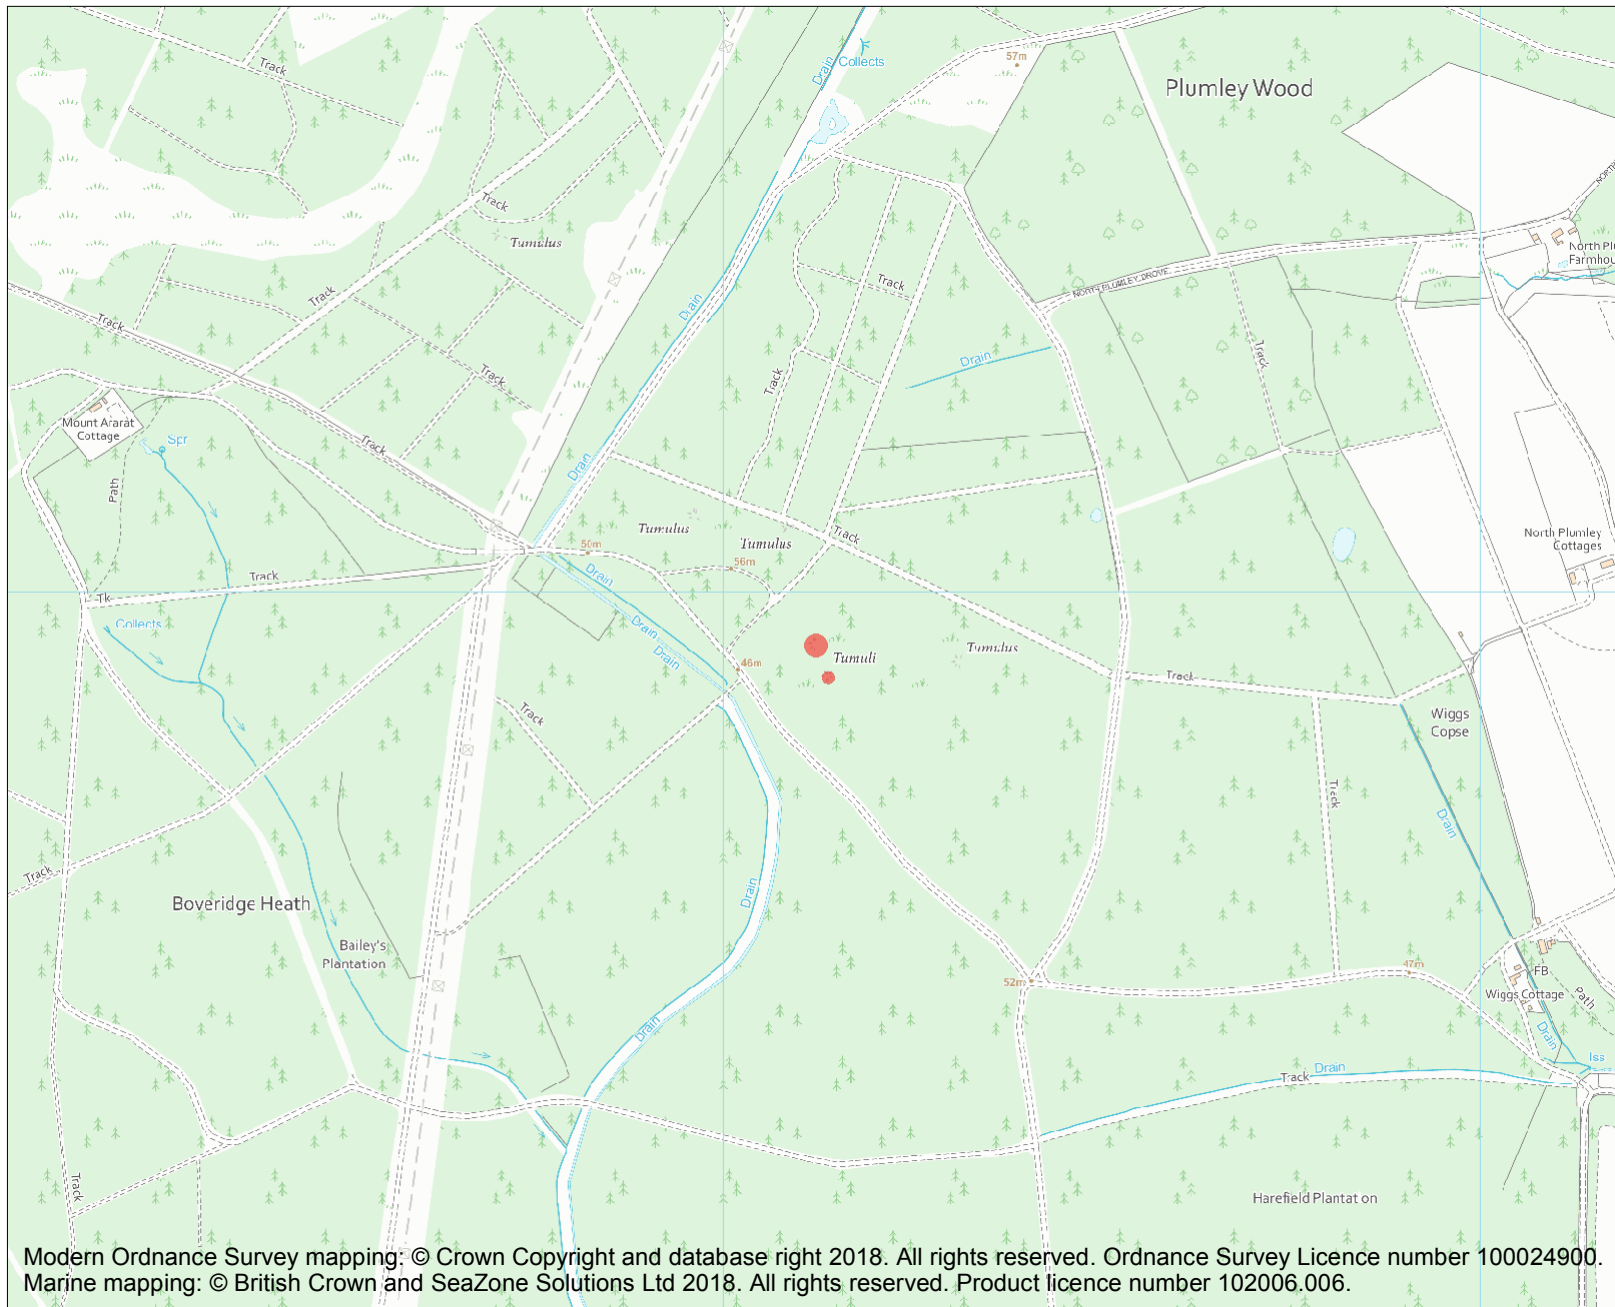 Track
Drain
Collects
57m
Plumley Wood
NORTH
Track
Tumulus
North Pl
Farmhou
Track
NORTH PLUMLEY DROVE
Track
Drain
Track
Drain
Track
Track
Track
Mount Ararat
Cottage
Spr
Track
Path
Drain
Tumulus
Tumulus
Track
North Plumley
Cottages
50m
56m
Drain
Track
Tk
Collects
Drain
Drain
46m
Tumuli
Tumulus
Track
Track
Wiggs
Copse
Track
Drain
Track
Drain
Boveridge Heath
Bailey's
Plantation
52m
47m
FB
Wiggs Cottage
Path
Drain
Drain
Iss
Drain
Track
Track
Harefield Plantat on
Modern Ordnance Survey mapping: © Crown Copyright and database right 2018. All rights reserved. Ordnance Survey Licence number 100024900.
Marine mapping: © British Crown and SeaZone Solutions Ltd 2018. All rights reserved. Product licence number 102006.006.